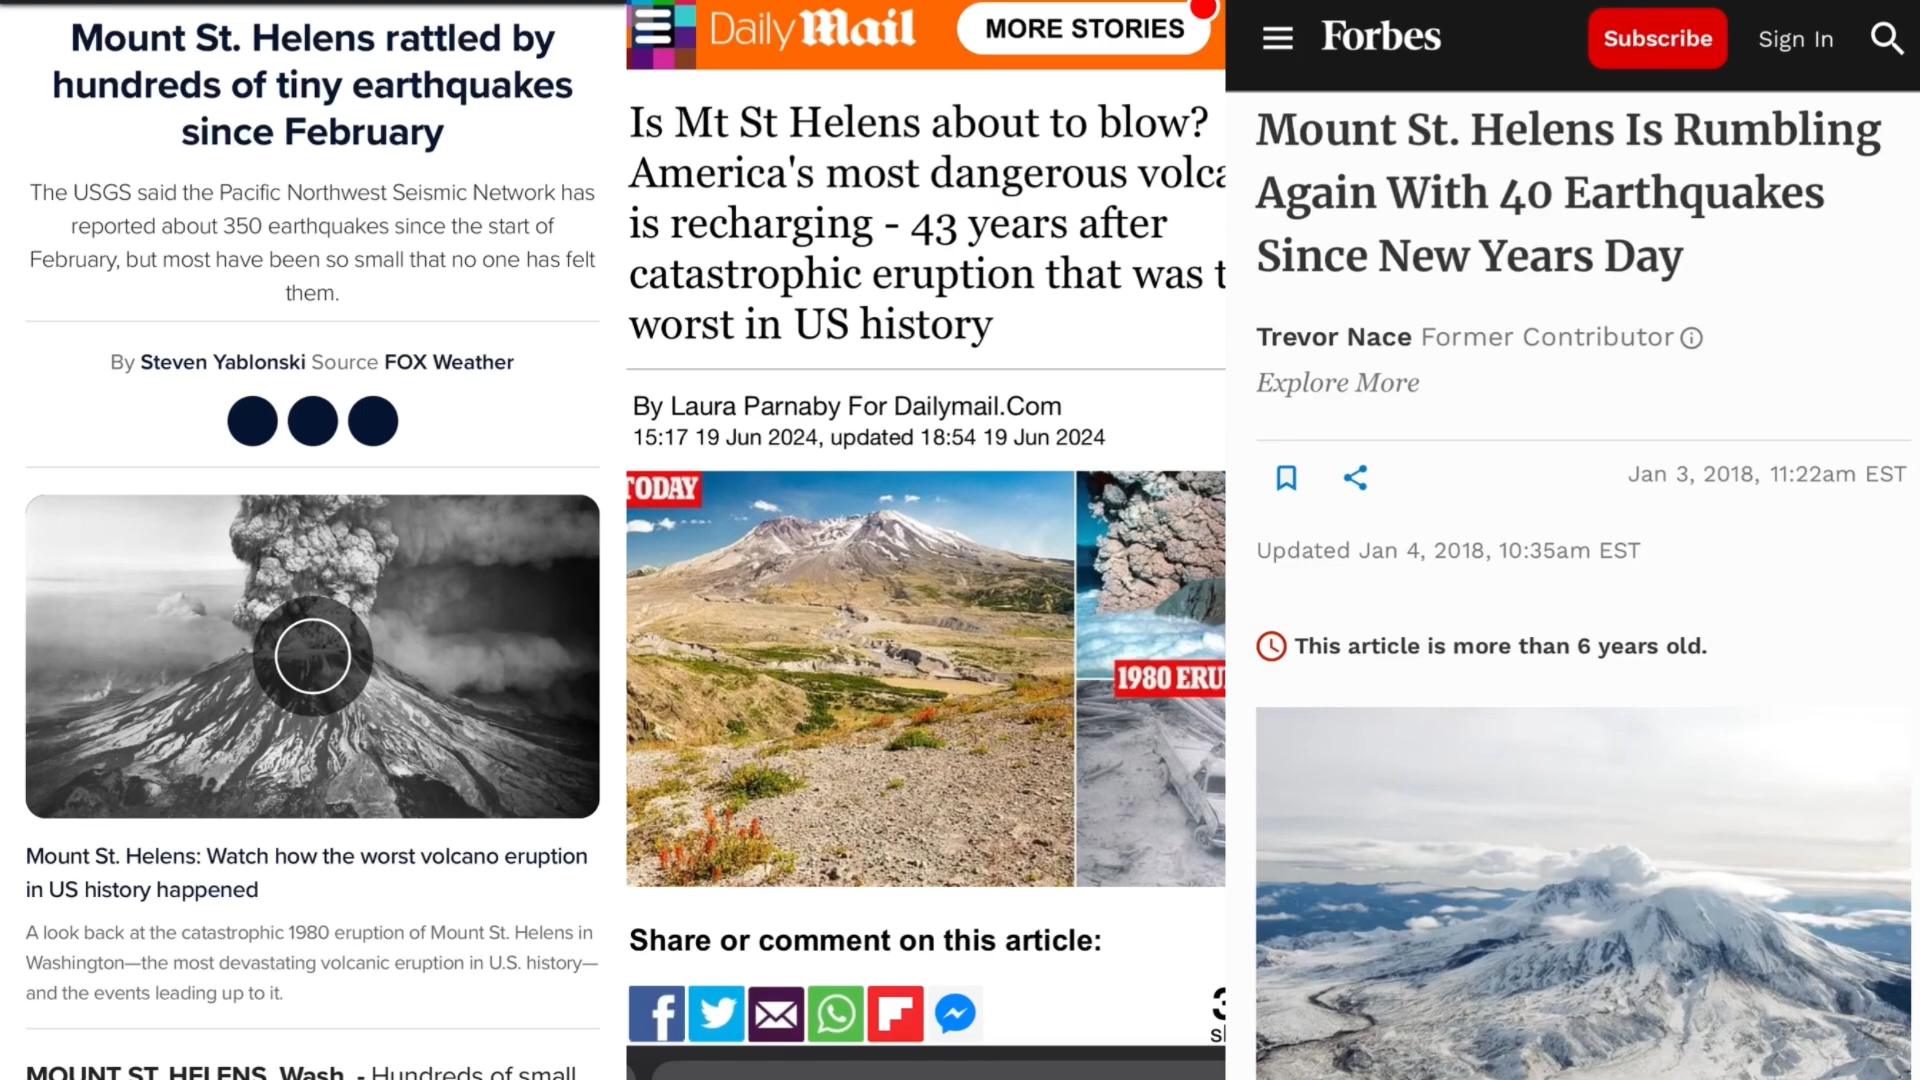 Mount St. Helens rattled by
hundreds of tiny earthquakes
since February
The USGS said the Pacific Northwest Seismic Network has
reported about 350 earthquakes since the start of
February, but most have been so small that no one has felt
them.
By Steven Yablonski Source FOX Weather
Mount St. Helens: Watch how the worst volcano eruption
in US history happened
A look back at the catastrophic 1980 eruption of Mount St. Helens in
Washington—the most devastating volcanic eruption in U.S. history—
and the events leading up to it.
MOUNT ST. HELENS, Wash. - Hundreds of small
Daily Mail
MORE STORIES
Is Mt St Helens about to blow?
America's most dangerous volca
is recharging - 43 years after
catastrophic eruption that was t
worst in US history
By Laura Parnaby For Dailymail.Com
15:17 19 Jun 2024, updated 18:54 19 Jun 2024
TODAY
1980 ERU
Share or comment on this article:
Forbes
Subscribe
Sign In
Mount St. Helens Is Rumbling
Again With 40 Earthquakes
Since New Years Day
Trevor Nace Former Contributor
Explore More
Jan 3, 2018, 11:22am EST
Updated Jan 4, 2018, 10:35am EST
This article is more than 6 years old.